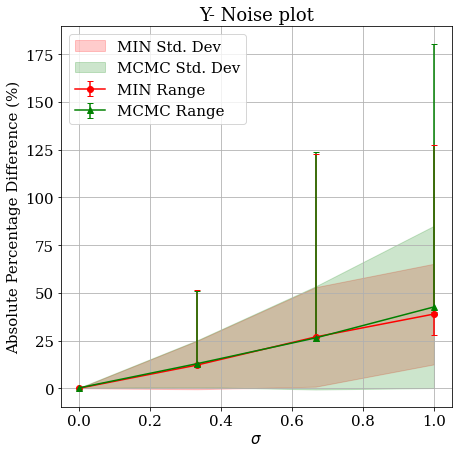 Y- Noise plot
MIN Std. Dev
MCMC Std. Dev
MIN Range
MCMC Range
Absolute Percentage Difference (%)
175
150
125
100
75
50
25
0
0.0 0.2 0.4 0.6 0.8 1.0
σ